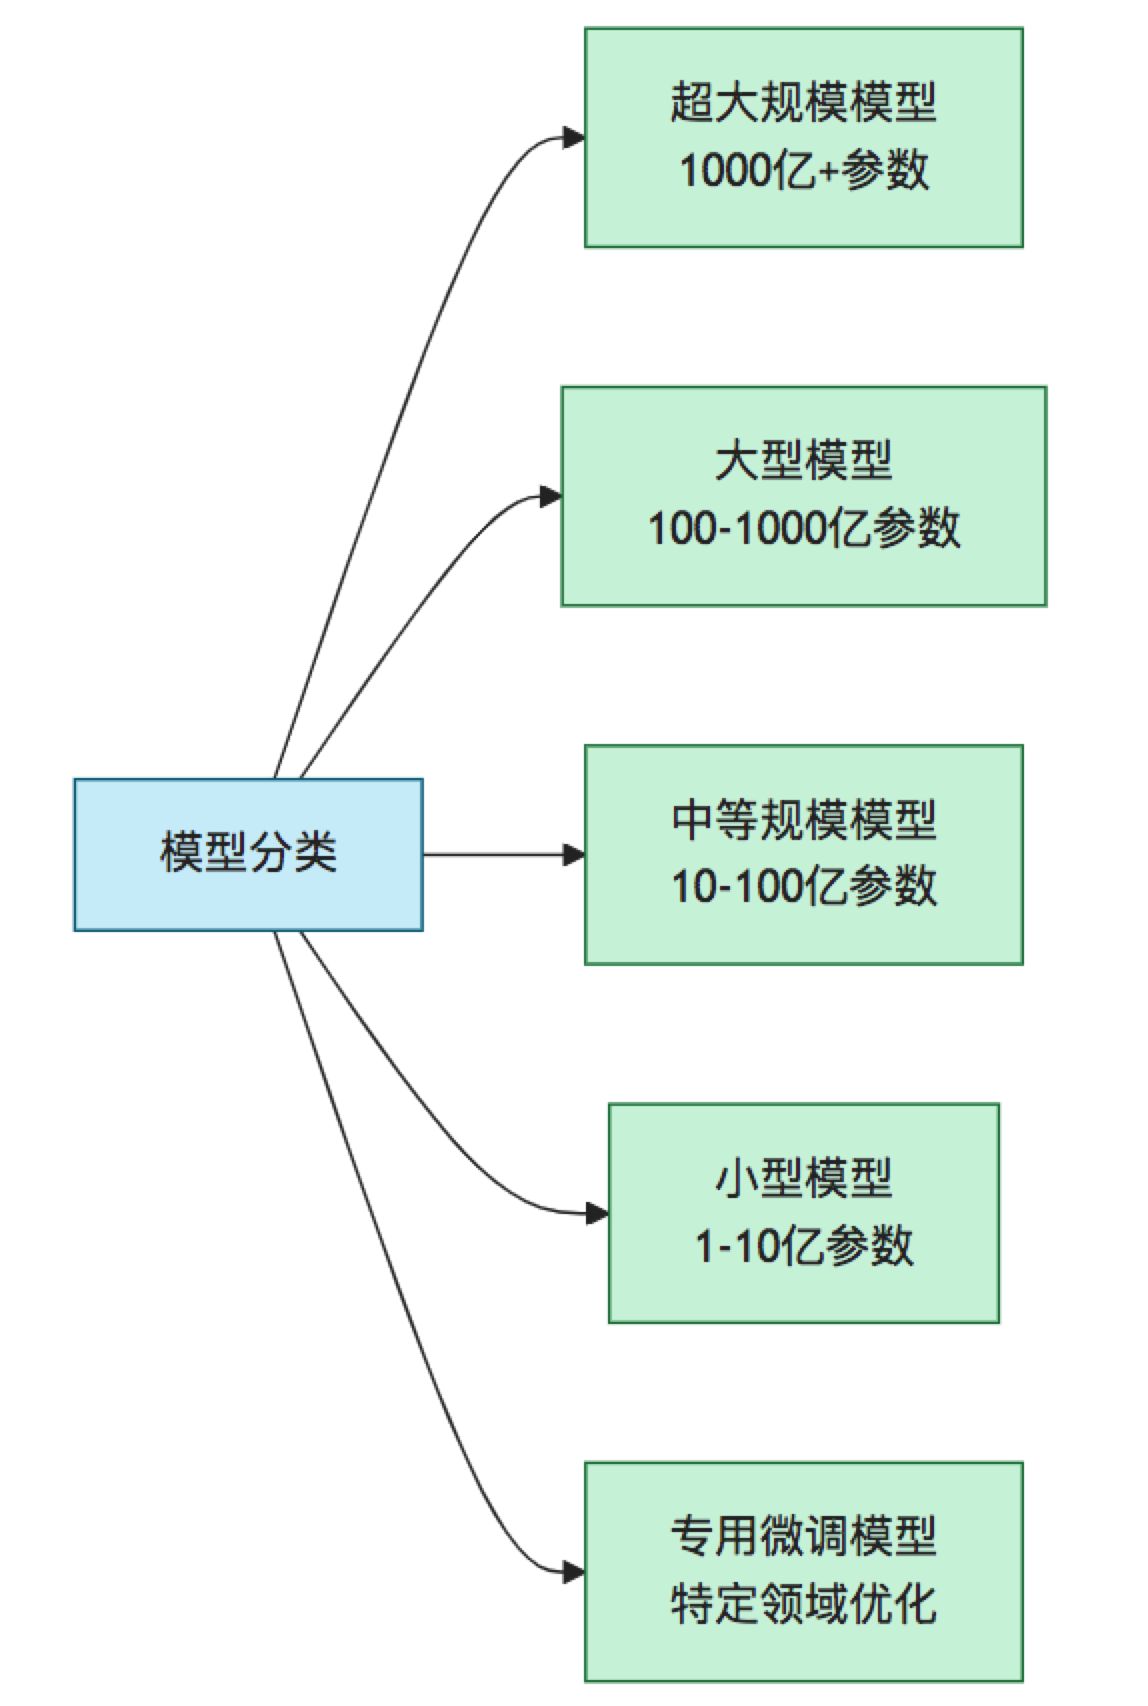 超大规模模型
1000亿+参数
大型模型
100-1000亿参数
模型分类
中等规模模型
10-100亿参数
小型模型
1-10亿参数
专用微调模型
特定领域优化